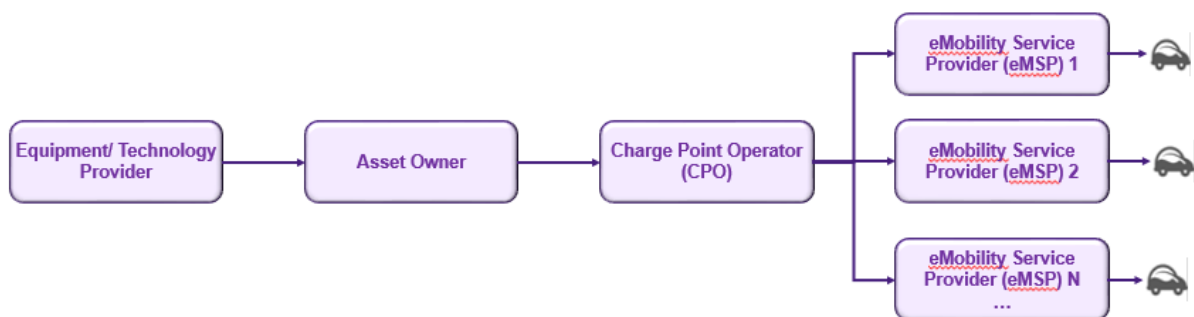 eMobility Service
Provider (eMSP) 1
Equipment/ Technology
Provider
Asset Owner
Charge Point Operator
(CPO)
eMobility Service
Provider (eMSP) 2
eMobility Service
Provider (eMSP) N
...